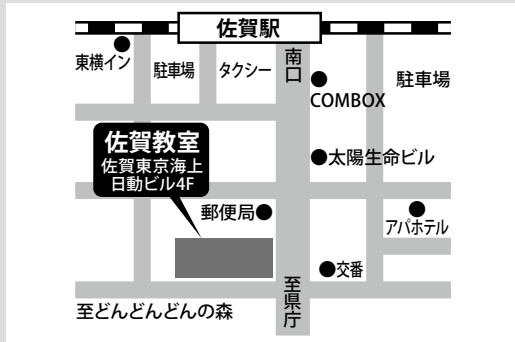 佐賀駅
東横イン
駐車場
タクシー
南口
COMBOX
駐車場
佐賀教室
佐賀東京海上
日動ビル4F
太陽生命ビル
郵便局
アパホテル
交番
至県庁
至どんどんどんの森